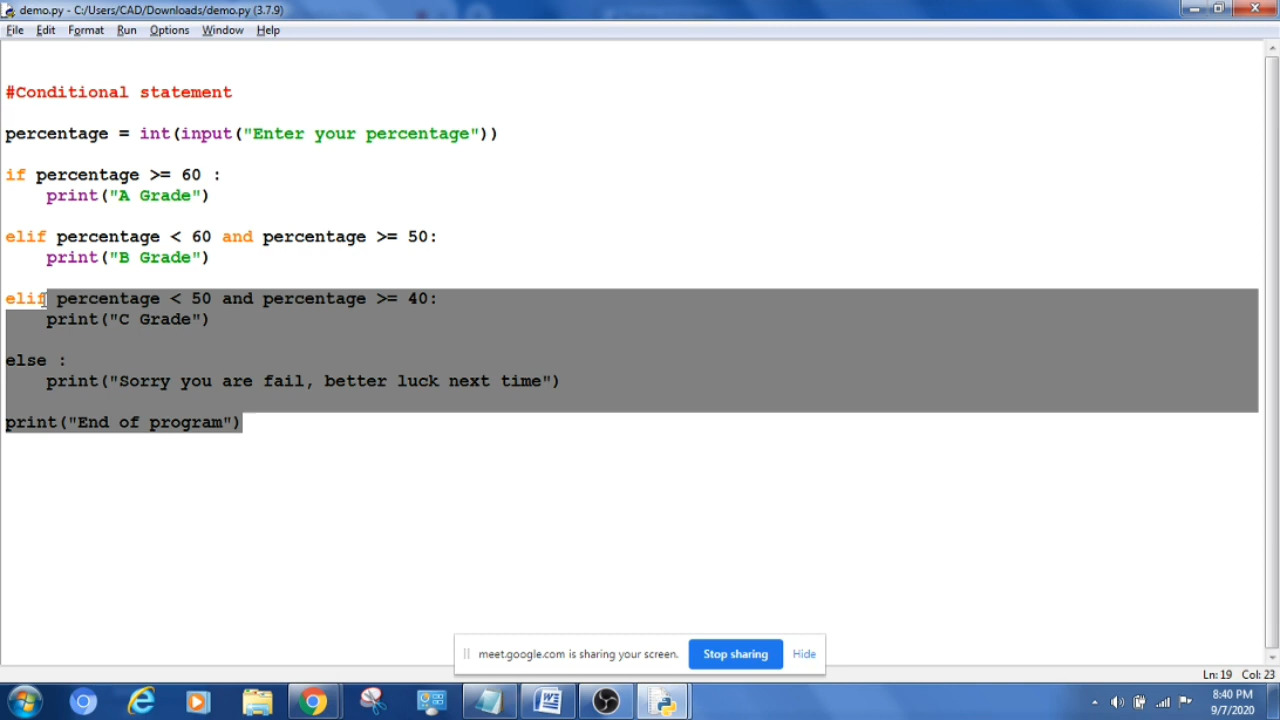 demo.py - C:/Users/CAD/Downloads/demo.py (3.7.9)
File Edit Format Run Options Window Help
#Conditional statement
percentage = int(input("Enter your percentage"))
if percentage >= 60 :
print("A Grade")
elif percentage < 60 and percentage >= 50:
print("B Grade")
elif percentage < 50 and percentage >= 40:
print("C Grade")
else :
print("Sorry you are fail, better luck next time")
print("End of program")
meet.google.com is sharing your screen. Stop sharing Hide
Ln: 19 Col: 23
8:40 PM
9/7/2020